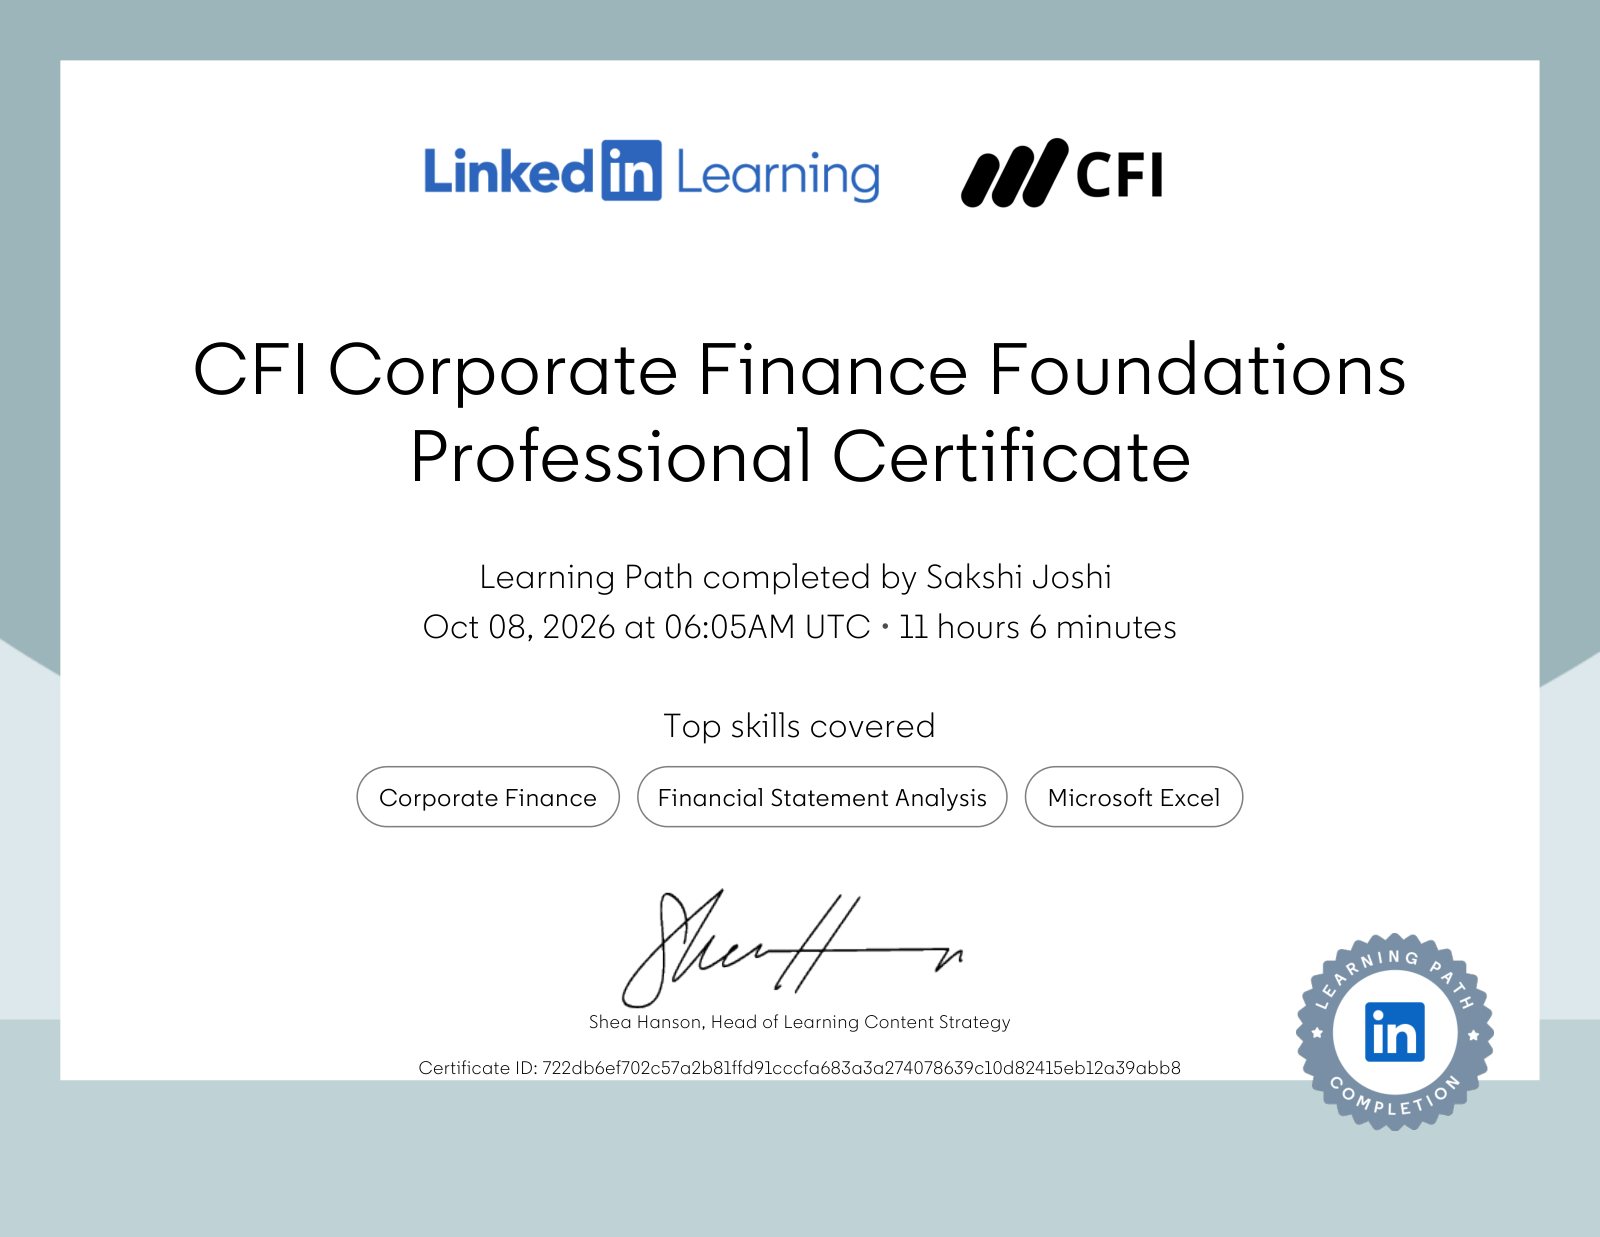 LinkedIn Learning CFI
CFI Corporate Finance Foundations
Professional Certificate
Learning Path completed by Sakshi Joshi
Oct 08, 2026 at 06:05AM UTC • 11 hours 6 minutes
Top skills covered
Corporate Finance Financial Statement Analysis Microsoft Excel
Shea Hanson, Head of Learning Content Strategy
Certificate ID: 722db6ef702c57a2b81ffd91cccfa683a3a274078639c10d82415eb12a39abb8
LEARNING PATH
in
COMPLETION